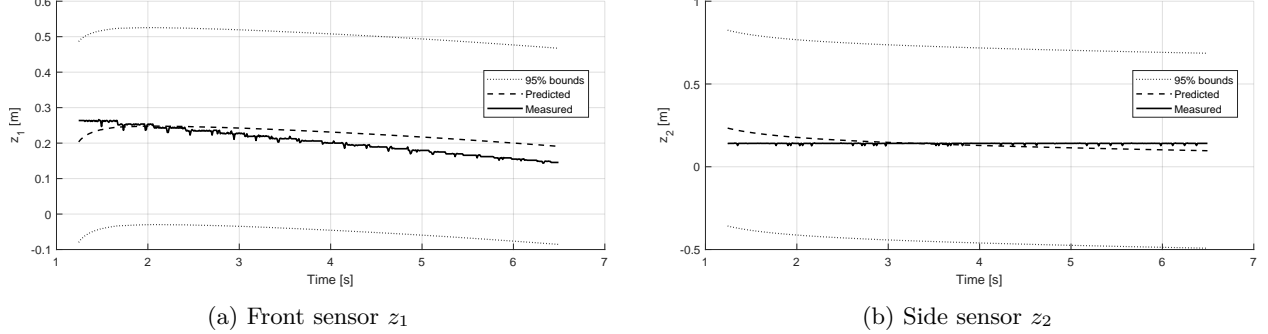 0.6
0.5
0.4
0.3
0.2
0.1
0
-0.1
z1 [m]
95% bounds
Predicted
Measured
1 2 3 4 5 6 7
Time [s]
(a) Front sensor z1
1
0.5
0
-0.5
z2 [m]
95% bounds
Predicted
Measured
1 2 3 4 5 6 7
Time [s]
(b) Side sensor z2